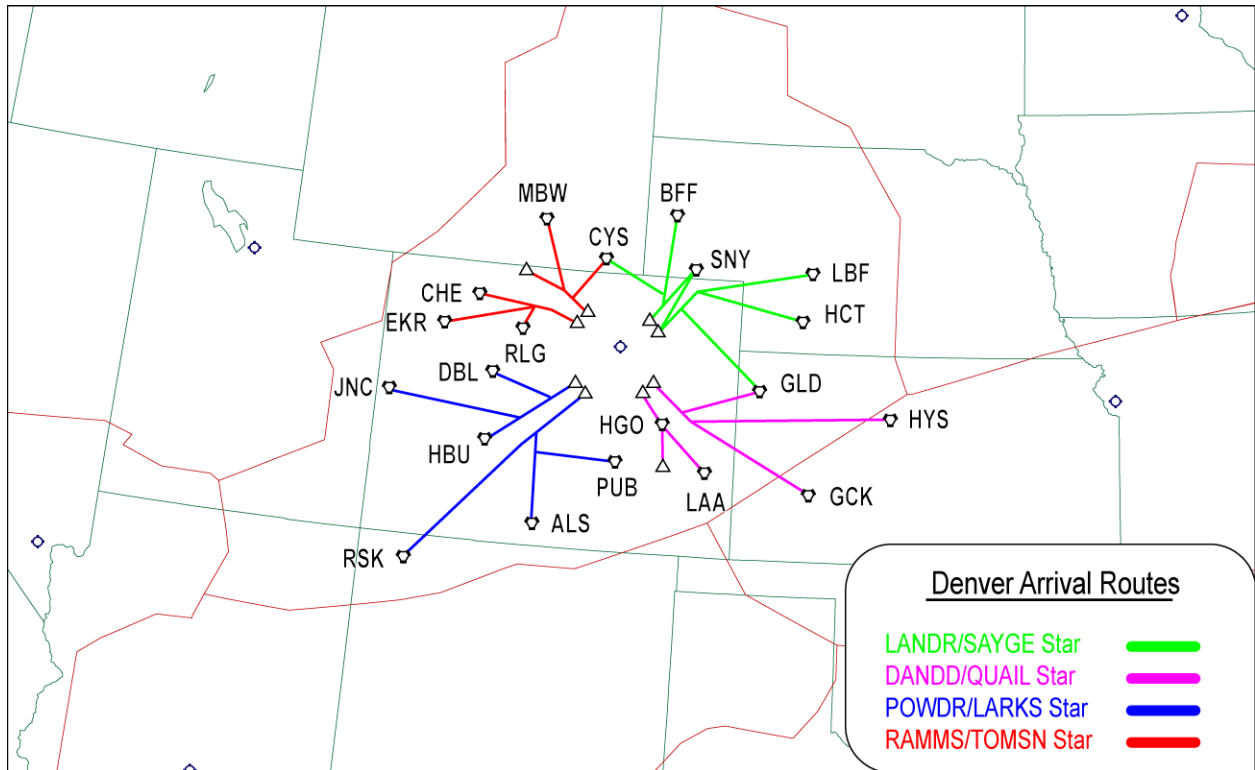 MBW
BFF
CYS
SNY
LBF
CHE
HCT
EKR
RLG
DBL
JNC
GLD
HGO
HYS
HBU
PUB
LAA
GCK
ALS
RSK
Denver Arrival Routes
LANDR/SAYGE Star
DANDD/QUAIL Star
POWDR/LARKS Star
RAMMS/TOMSN Star